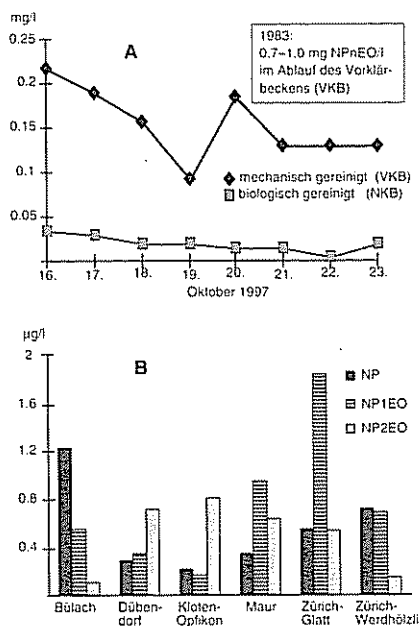 mg/l
0.25
0.2
0.15
0.1
0.05
A
1983:
0.7–1.0 mg NPnEO/l
im Ablauf des Vorklär-
beckens (VKB)
mechanisch gereinigt (VKB)
biologisch gereinigt (NKB)
16. 17. 18. 19. 20. 21. 22. 23.
Oktober 1997
µg/l
2
1.6
1.2
0.8
0.4
B
NP
NP1EO
NP2EO
Bülach Düben- Kloten- Maur Zürich- Zürich-
dorf Opfikon Glatt Werdhölzli